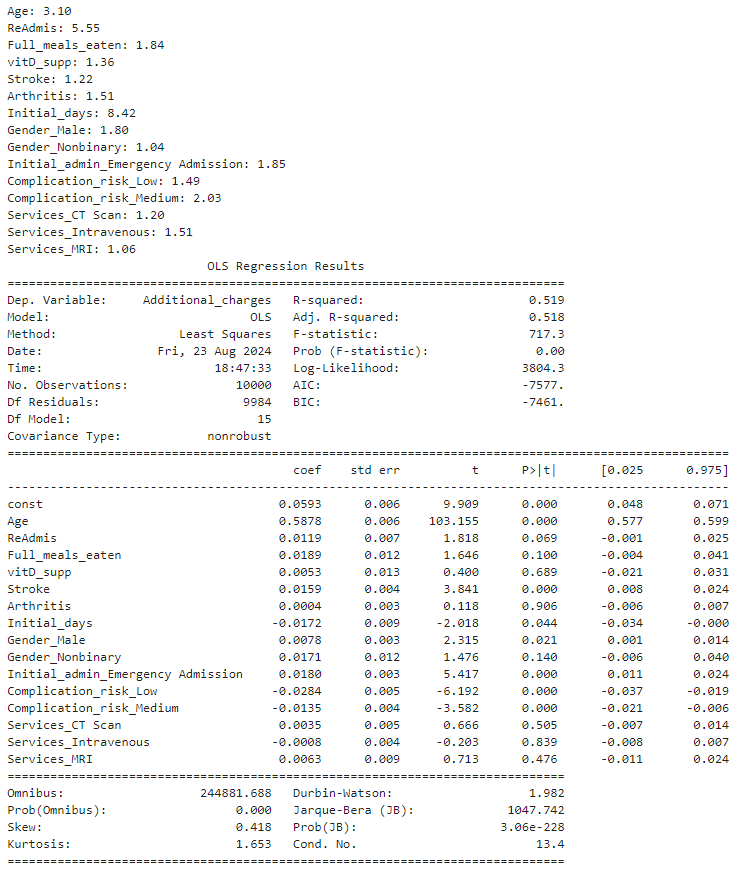 Age: 3.10
ReAdmis: 5.55
Full_meals_eaten: 1.84
vitD_supp: 1.36
Stroke: 1.22
Arthritis: 1.51
Initial_days: 8.42
Gender_Male: 1.80
Gender_Nonbinary: 1.04
Initial_admin_Emergency Admission: 1.85
Complication_risk_Low: 1.49
Complication_risk_Medium: 2.03
Services_CT Scan: 1.20
Services_Intravenous: 1.51
Services_MRI: 1.06
                            OLS Regression Results
==============================================================================
Dep. Variable:     Additional_charges   R-squared:                       0.519
Model:                            OLS   Adj. R-squared:                  0.518
Method:                 Least Squares   F-statistic:                     717.3
Date:                Fri, 23 Aug 2024   Prob (F-statistic):               0.00
Time:                        18:47:33   Log-Likelihood:                 3804.3
No. Observations:               10000   AIC:                            -7577.
Df Residuals:                    9984   BIC:                            -7461.
Df Model:                          15
Covariance Type:            nonrobust
=====================================================================================================
                                        coef    std err          t      P>|t|      [0.025      0.975]
-----------------------------------------------------------------------------------------------------
const                                 0.0593      0.006      9.909      0.000       0.048       0.071
Age                                   0.5878      0.006    103.155      0.000       0.577       0.599
ReAdmis                               0.0119      0.007      1.818      0.069      -0.001       0.025
Full_meals_eaten                      0.0189      0.012      1.646      0.100      -0.004       0.041
vitD_supp                             0.0053      0.013      0.400      0.689      -0.021       0.031
Stroke                                0.0159      0.004      3.841      0.000       0.008       0.024
Arthritis                             0.0004      0.003      0.118      0.906      -0.006       0.007
Initial_days                         -0.0172      0.009     -2.018      0.044      -0.034      -0.000
Gender_Male                           0.0078      0.003      2.315      0.021       0.001       0.014
Gender_Nonbinary                      0.0171      0.012      1.476      0.140      -0.006       0.040
Initial_admin_Emergency Admission     0.0180      0.003      5.417      0.000       0.011       0.024
Complication_risk_Low                -0.0284      0.005     -6.192      0.000      -0.037      -0.019
Complication_risk_Medium             -0.0135      0.004     -3.582      0.000      -0.021      -0.006
Services_CT Scan                      0.0035      0.005      0.666      0.505      -0.007       0.014
Services_Intravenous                 -0.0008      0.004     -0.203      0.839      -0.008       0.007
Services_MRI                          0.0063      0.009      0.713      0.476      -0.011       0.024
==============================================================================
Omnibus:                   244881.688   Durbin-Watson:                   1.982
Prob(Omnibus):                  0.000   Jarque-Bera (JB):             1047.742
Skew:                           0.418   Prob(JB):                    3.06e-228
Kurtosis:                       1.653   Cond. No.                         13.4
==============================================================================